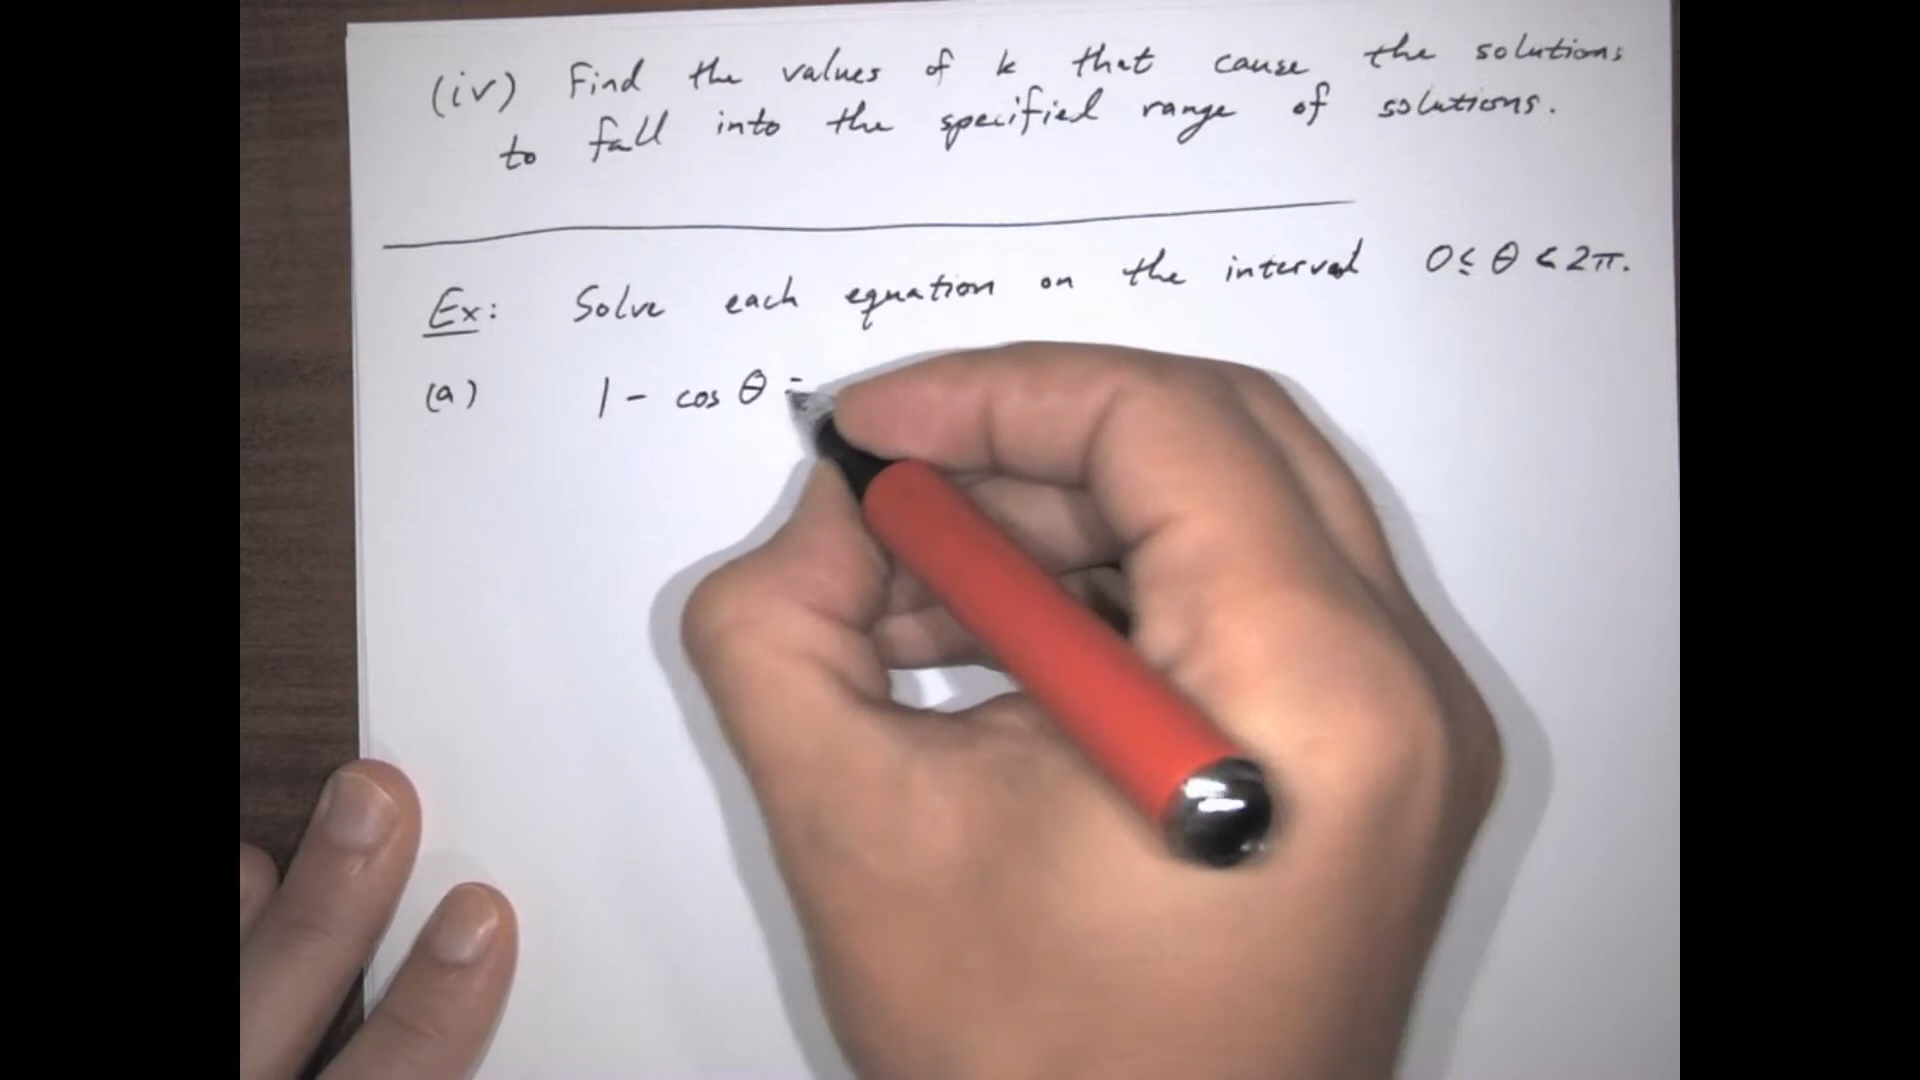 (iv) Find the values of k that cause the solutions
to fall into the specified range of solutions.
Ex: Solve each equation on the interval 0 ≤ θ < 2π.
(a) 1 - cos θ =